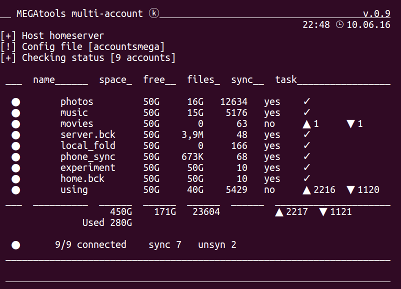 __ MEGAtools multi-account ⓚ__________________ v.0.9
22:48 🕒 10.06.16
[+] Host homeserver
[!] Config file [accountsmega]
[+] Checking status [9 accounts]
___ name______ space_ free__ files_ sync__ task_________________
● photos 50G 16G 12634 yes ✓
● music 50G 15G 5176 yes ✓
● movies 50G 0 63 no ▲ 1 ▼ 1
● server.bck 50G 3,9M 48 yes ✓
● local_fold 50G 0 166 yes ✓
● phone_sync 50G 673K 68 yes ✓
● experiment 50G 50G 10 yes ✓
● home.bck 50G 50G 10 yes ✓
● using 50G 40G 5429 no ▲ 2216 ▼ 1120
450G 171G 23604 ▲ 2217 ▼ 1121
Used 280G
● 9/9 connected sync 7 unsyn 2